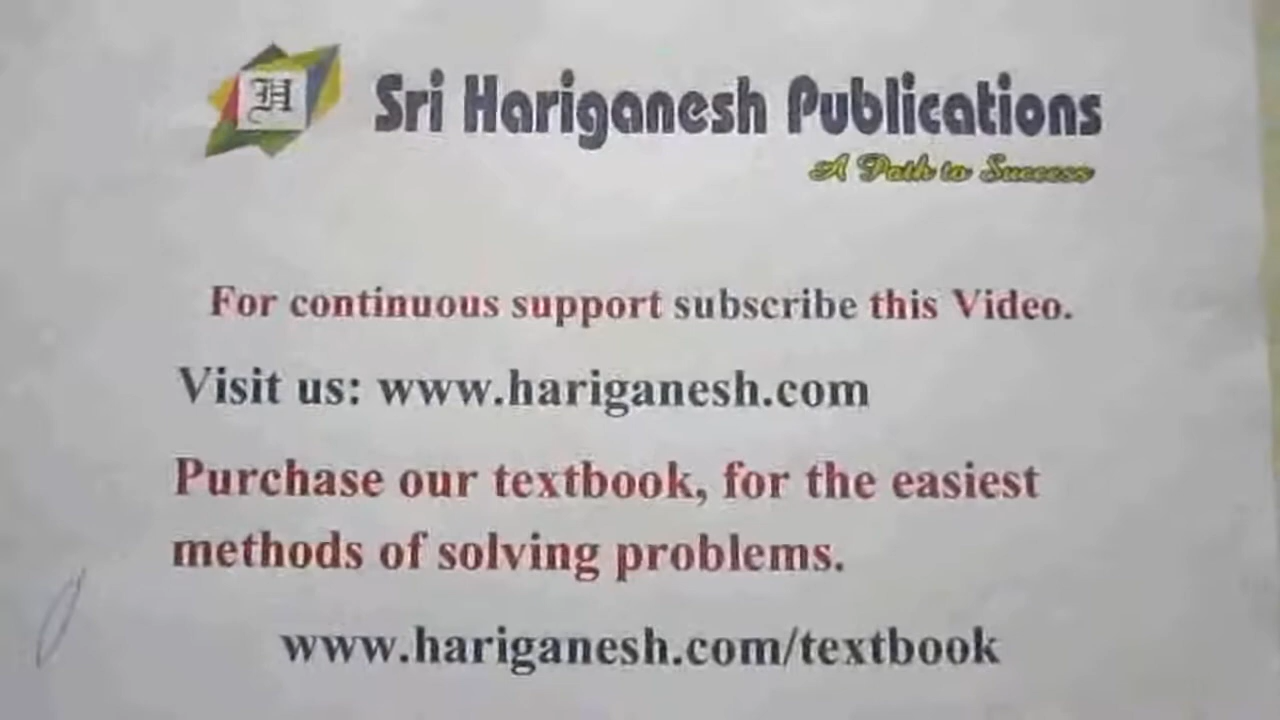 H
Sri Hariganesh Publications
A Path to Success
For continuous support subscribe this Video.
Visit us: www.hariganesh.com
Purchase our textbook, for the easiest
methods of solving problems.
www.hariganesh.com/textbook